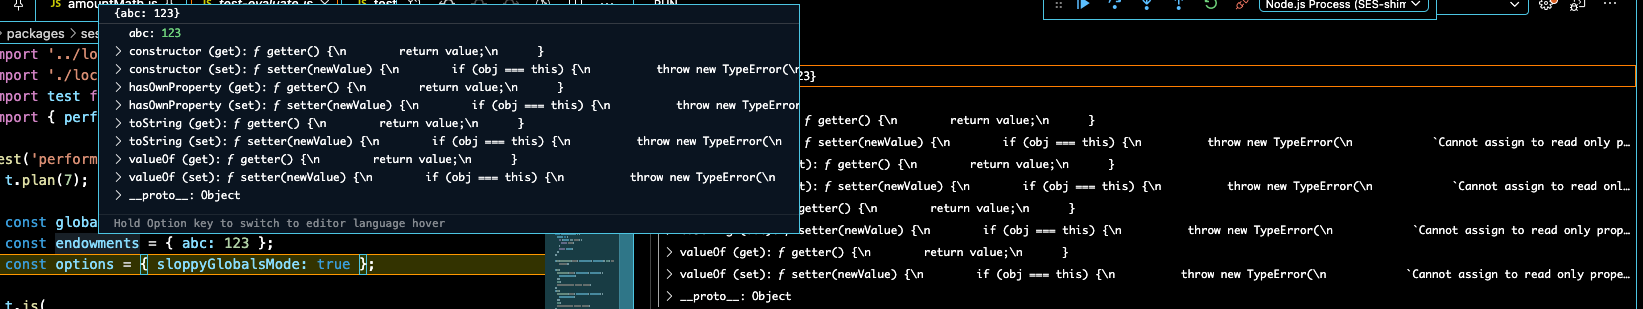 JS amountMath.js
JS test-evaluate.js
JS test
RUN
Node.js Process (SES-shim
{abc: 123}
abc: 123
> constructor (get): ƒ getter() {\n       return value;\n      }
> constructor (set): ƒ setter(newValue) {\n        if (obj === this) {\n          throw new TypeError(\n
> hasOwnProperty (get): ƒ getter() {\n        return value;\n      }
> hasOwnProperty (set): ƒ setter(newValue) {\n        if (obj === this) {\n          throw new TypeError
> toString (get): ƒ getter() {\n        return value;\n      }
> toString (set): ƒ setter(newValue) {\n        if (obj === this) {\n          throw new TypeError(\n
> valueOf (get): ƒ getter() {\n        return value;\n      }
> valueOf (set): ƒ setter(newValue) {\n        if (obj === this) {\n          throw new TypeError(\n
> __proto__: Object
Hold Option key to switch to editor language hover
packages > ses
mport '../lo
mport './loc
mport test f
mport { perf
est('perform
t.plan(7);
const globa
const endowments = { abc: 123 };
const options = { sloppyGlobalsMode: true };
t.is(
23}
ƒ getter() {\n        return value;\n      }
ƒ setter(newValue) {\n        if (obj === this) {\n          throw new TypeError(\n            `Cannot assign to read only p…
t): ƒ getter() {\n        return value;\n      }
t): ƒ setter(newValue) {\n        if (obj === this) {\n          throw new TypeError(\n            `Cannot assign to read onl…
getter() {\n        return value;\n      }
setter(newValue) {\n        if (obj === this) {\n          throw new TypeError(\n            `Cannot assign to read only prop…
> valueOf (get): ƒ getter() {\n        return value;\n      }
> valueOf (set): ƒ setter(newValue) {\n        if (obj === this) {\n          throw new TypeError(\n            `Cannot assign to read only prope…
> __proto__: Object